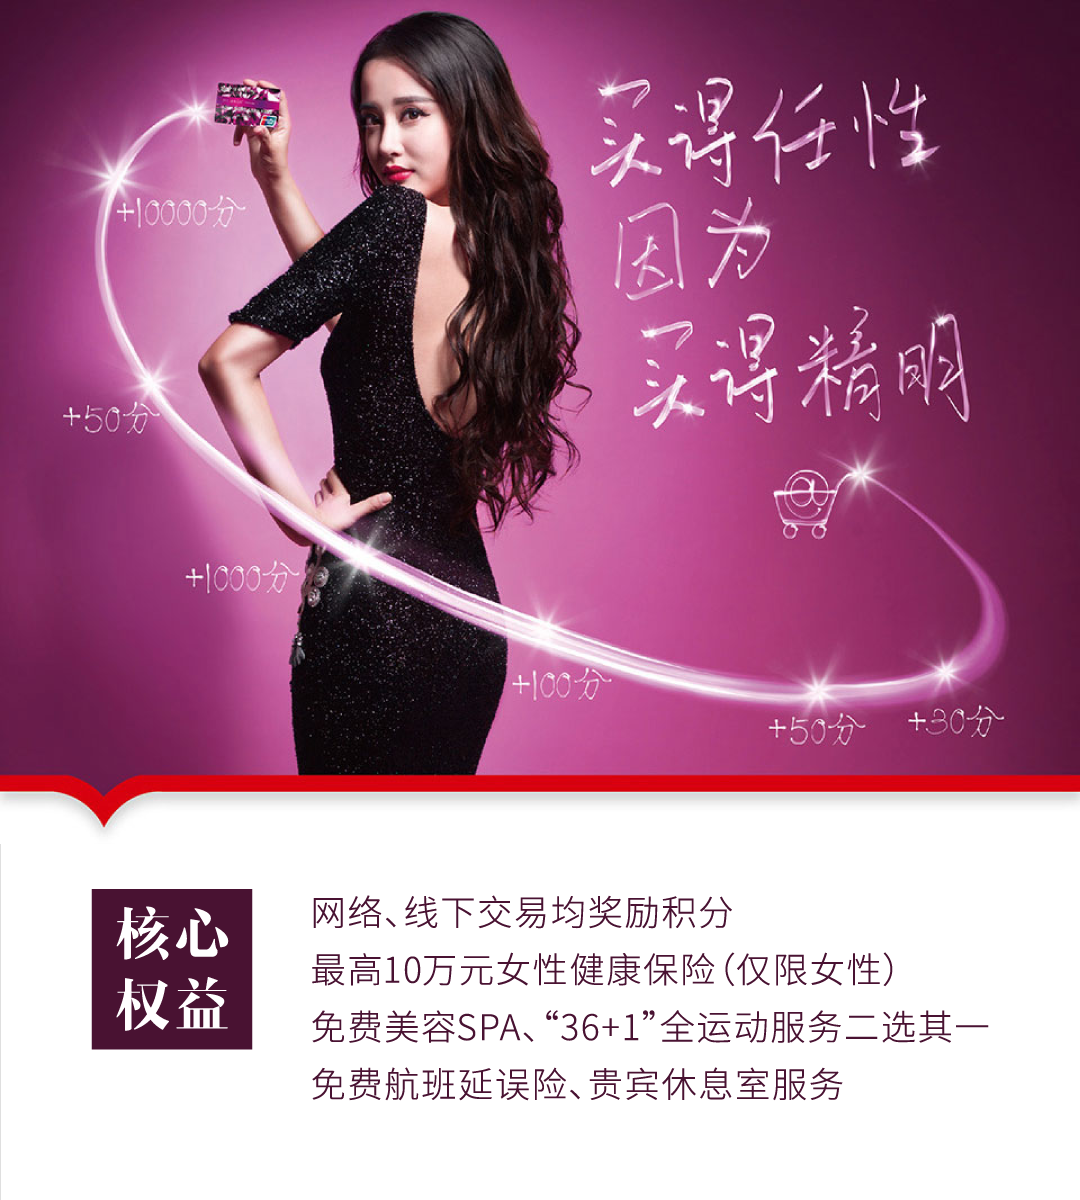 买得任性
因为
买得精明
+10000分
+50分
+1000分
+100分
+50分
+30分
@
核心
权益
网络、线下交易均奖励积分
最高10万元女性健康保险（仅限女性）
免费美容SPA、“36+1”全运动服务二选其一
免费航班延误险、贵宾休息室服务